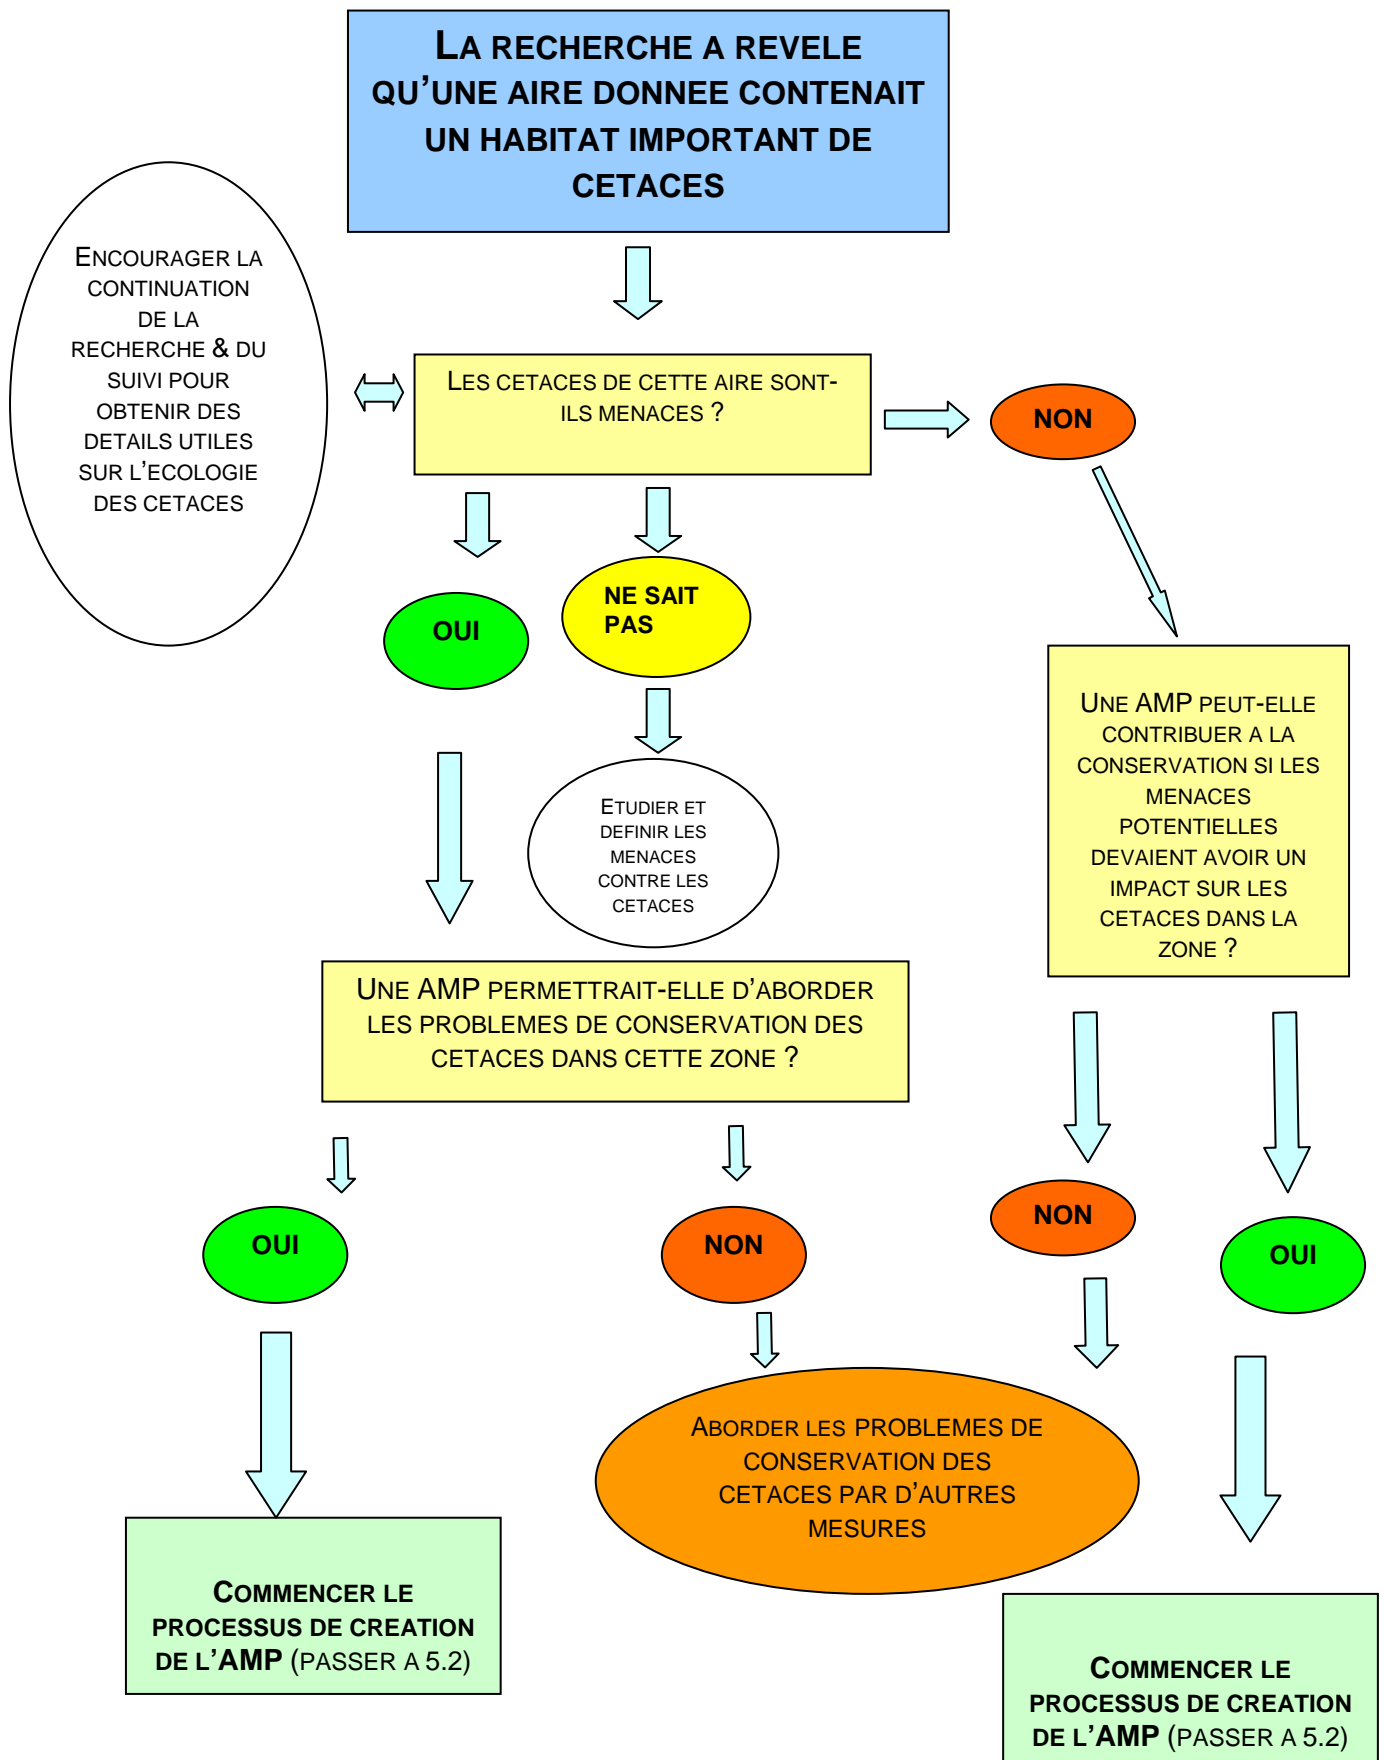 LA RECHERCHE A REVELE
QU'UNE AIRE DONNEE CONTENAIT
UN HABITAT IMPORTANT DE
CETACES
ENCOURAGER LA
CONTINUATION
DE LA
RECHERCHE & DU
SUIVI POUR
OBTENIR DES
DETAILS UTILES
SUR L'ECOLOGIE
DES CETACES
LES CETACES DE CETTE AIRE SONT-
ILS MENACES ?
NON
OUI
NE SAIT
PAS
ETUDIER ET
DEFINIR LES
MENACES
CONTRE LES
CETACES
UNE AMP PEUT-ELLE
CONTRIBUER A LA
CONSERVATION SI LES
MENACES
POTENTIELLES
DEVAIENT AVOIR UN
IMPACT SUR LES
CETACES DANS LA
ZONE ?
UNE AMP PERMETTRAIT-ELLE D'ABORDER
LES PROBLEMES DE CONSERVATION DES
CETACES DANS CETTE ZONE ?
OUI
NON
NON
OUI
ABORDER LES PROBLEMES DE
CONSERVATION DES
CETACES PAR D'AUTRES
MESURES
COMMENCER LE
PROCESSUS DE CREATION
DE L'AMP (PASSER A 5.2)
COMMENCER LE
PROCESSUS DE CREATION
DE L'AMP (PASSER A 5.2)